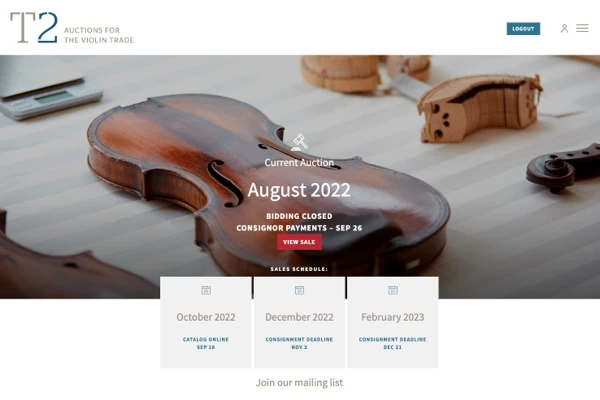 T2
AUCTIONS FOR
THE VIOLIN TRADE
LOGOUT
Current Auction
August 2022
BIDDING CLOSED
CONSIGNOR PAYMENTS – SEP 26
VIEW SALE
SALES SCHEDULE:
October 2022
CATALOG ONLINE
December 2022
CONSIGNMENT DEADLINE
NOV 2
February 2023
CONSIGNMENT DEADLINE
DEC 21
Join our mailing list